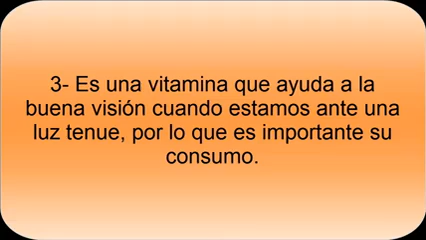 3- Es una vitamina que ayuda a la
buena visión cuando estamos ante una
luz tenue, por lo que es importante su
consumo.